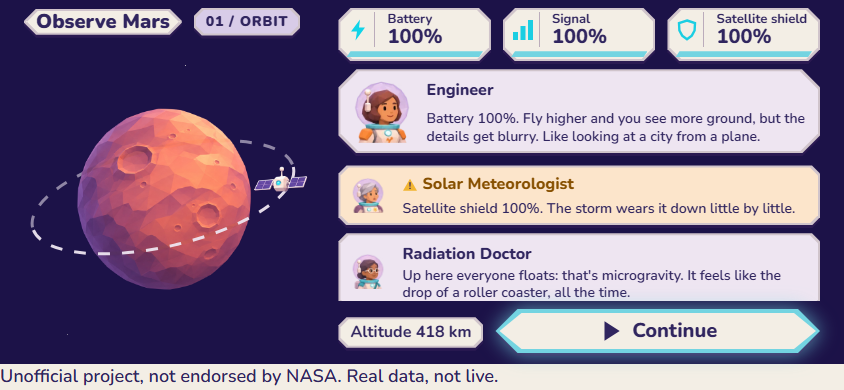 Observe Mars
01 / ORBIT
Battery
100%
Signal
100%
Satellite shield
100%
Engineer
Battery 100%. Fly higher and you see more ground, but the
details get blurry. Like looking at a city from a plane.
Solar Meteorologist
Satellite shield 100%. The storm wears it down little by little.
Radiation Doctor
Up here everyone floats: that's microgravity. It feels like the
drop of a roller coaster, all the time.
Altitude 418 km
Continue
Unofficial project, not endorsed by NASA. Real data, not live.